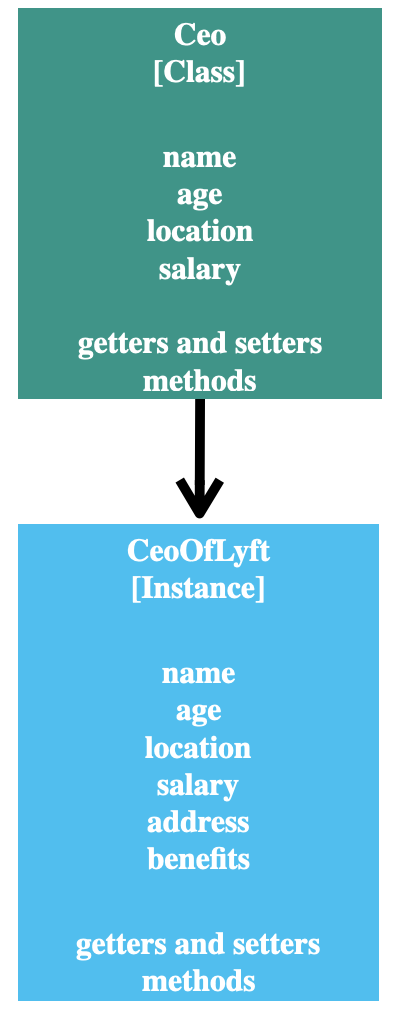 Ceo
[Class]
name
age
location
salary
getters and setters
methods
CeoOfLyft
[Instance]
name
age
location
salary
address
benefits
getters and setters
methods